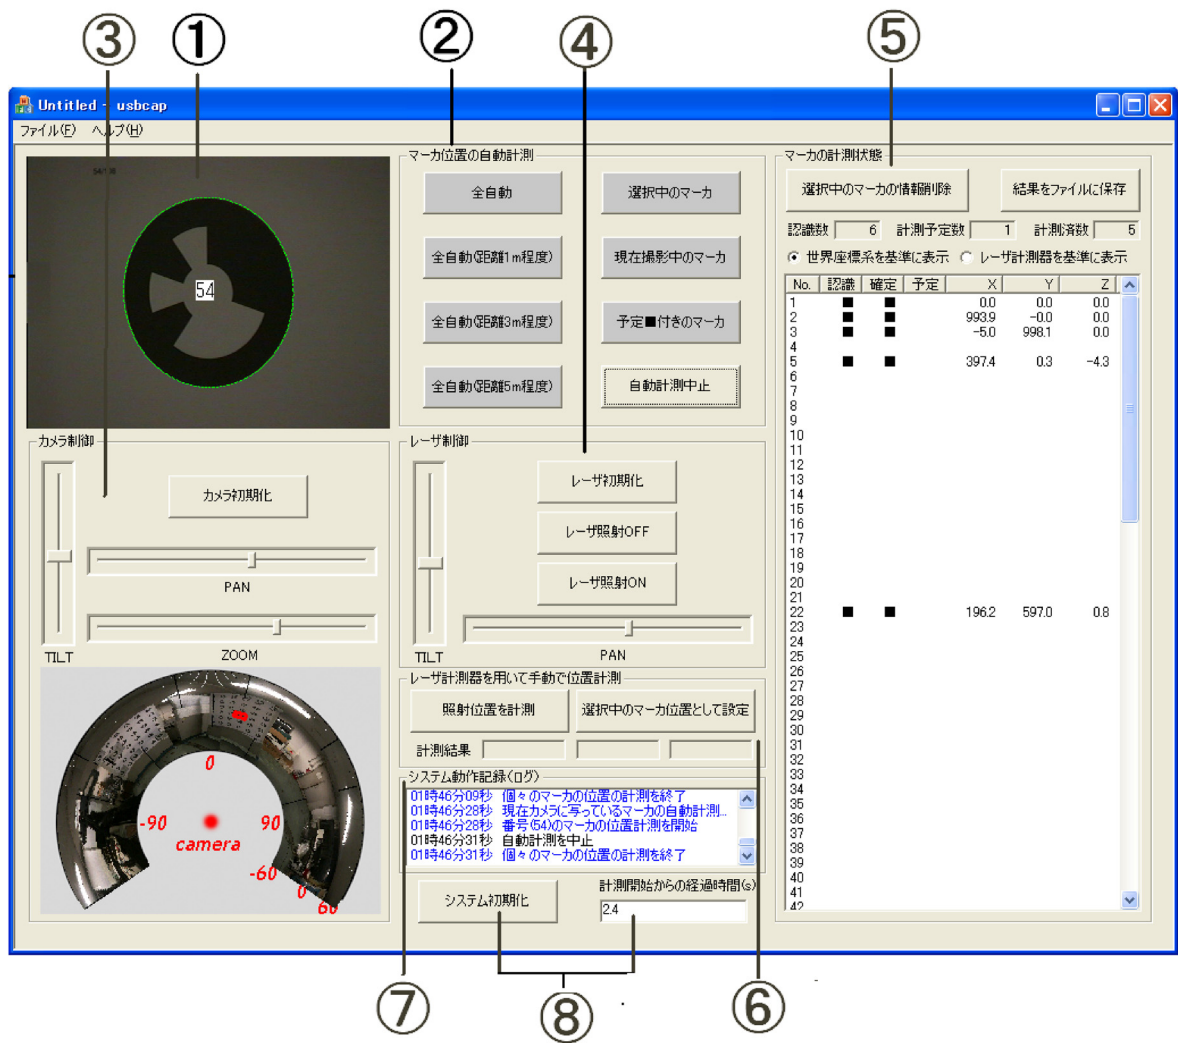 ③ ① ② ④ ⑤
Untitled - usbcap
ファイル(F) ヘルプ(H)
54
カメラ制御
カメラ初期化
PAN
ZOOM
TILT
0
-90
90
camera
-60
0
60
マーカ位置の自動計測
全自動
選択中のマーカ
全自動(距離1m程度)
現在撮影中のマーカ
全自動(距離3m程度)
予定■付きのマーカ
全自動(距離5m程度)
自動計測中止
レーザ制御
レーザ初期化
レーザ照射OFF
レーザ照射ON
TILT
PAN
レーザ計測器を用いて手動で位置計測
照射位置を計測
選択中のマーカ位置として設定
計測結果
システム動作記録(ログ)
01時46分09秒 個々のマーカの位置の計測を終了
01時46分28秒 現在カメラに写っているマーカの自動計測...
01時46分28秒 番号(54)のマーカの位置計測を開始
01時46分31秒 自動計測を中止
01時46分31秒 個々のマーカの位置の計測を終了
システム初期化
計測開始からの経過時間(s)
2.4
マーカの計測状態
選択中のマーカの情報削除
結果をファイルに保存
認識数 6 計測予定数 1 計測済数 5
世界座標系を基準に表示 レーザ計測器を基準に表示
No. 認識 確定 予定 X Y Z
1 ■ ■ 0.0 0.0 0.0
2 ■ ■ 993.9 -0.0 0.0
3 ■ ■ -5.0 998.1 0.0
4
5 ■ ■ 397.4 0.3 -4.3
6
7
8
9
10
11
12
13
14
15
16
17
18
19
20
21
22 ■ ■ 196.2 597.0 0.8
23
24
25
26
27
28
29
30
31
32
33
34
35
36
37
38
39
40
41
42
⑦ ⑧ ⑥